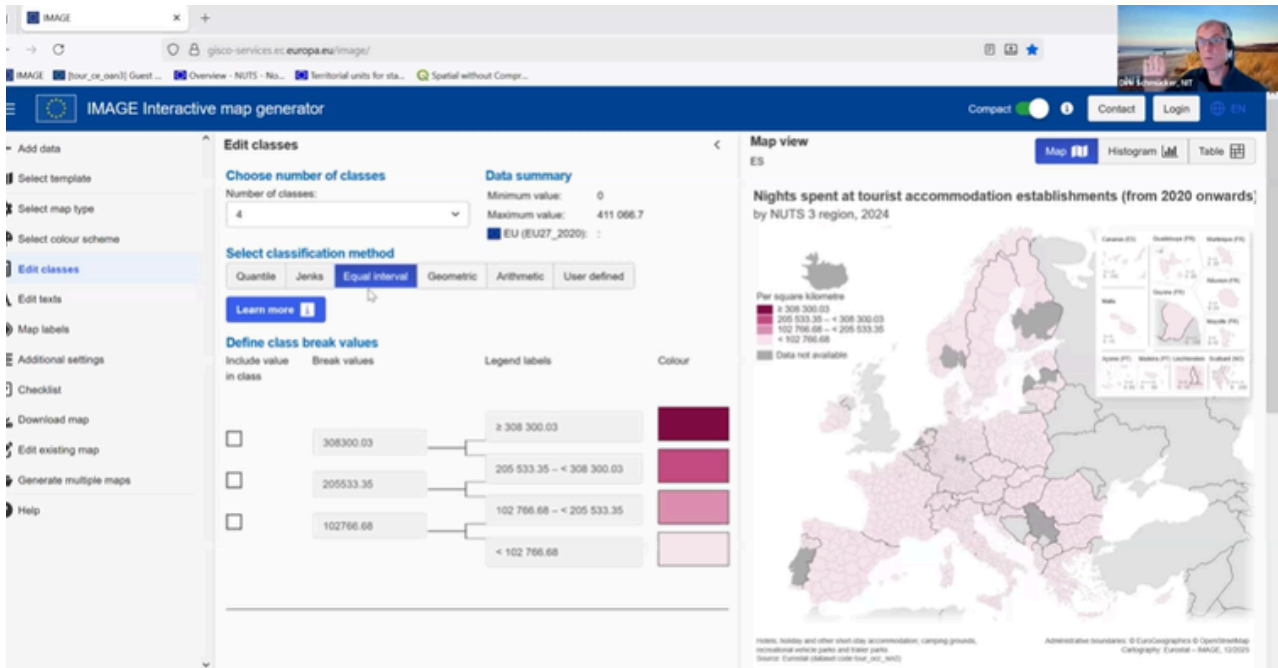 IMAGE
gisco-services.ec.europa.eu/image/
IMAGE [tour_ce_oan3] Guest ... Overview - NUTS - No... Territorial units for sta... Spatial without Compr...
IMAGE Interactive map generator
Compact Contact Login EN
Add data
Select template
Select map type
Select colour scheme
Edit classes
Edit texts
Map labels
Additional settings
Checklist
Download map
Edit existing map
Generate multiple maps
Help
Edit classes
Choose number of classes
Number of classes:
4
Data summary
Minimum value: 0
Maximum value: 411 066.7
EU (EU27_2020): :
Select classification method
Quantile Jenks Equal interval Geometric Arithmetic User defined
Learn more
Define class break values
Include value in class Break values Legend labels Colour
308300.03
205533.35
102766.68
≥ 308 300.03
205 533.35 – < 308 300.03
102 766.68 – < 205 533.35
< 102 766.68
Map view
ES
Map Histogram Table
Nights spent at tourist accommodation establishments (from 2020 onwards)
by NUTS 3 region, 2024
Per square kilometre
≥ 308 300.03
205 533.35 – < 308 300.03
102 766.68 – < 205 533.35
< 102 766.68
Data not available
Canarias (ES) Guadeloupe (FR) Martinique (FR)
Guyane (FR) Réunion (FR)
Malta
Mayotte (FR)
Açores (PT) Madeira (PT) Liechtenstein Svalbard (NO)
Hotels; holiday and other short-stay accommodation; camping grounds,
recreational vehicle parks and trailer parks
Source: Eurostat (dataset code tour_occ_nin3)
Administrative boundaries: © EuroGeographics © OpenStreetMap
Cartography: Eurostat – IMAGE, 12/2025